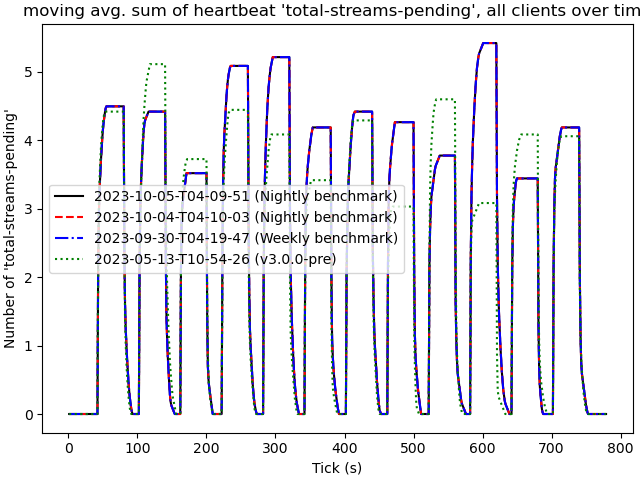 moving avg. sum of heartbeat 'total-streams-pending', all clients over tim
Number of 'total-streams-pending'
5
4
3
2
1
0
2023-10-05-T04-09-51 (Nightly benchmark)
2023-10-04-T04-10-03 (Nightly benchmark)
2023-09-30-T04-19-47 (Weekly benchmark)
2023-05-13-T10-54-26 (v3.0.0-pre)
0 100 200 300 400 500 600 700 800
Tick (s)